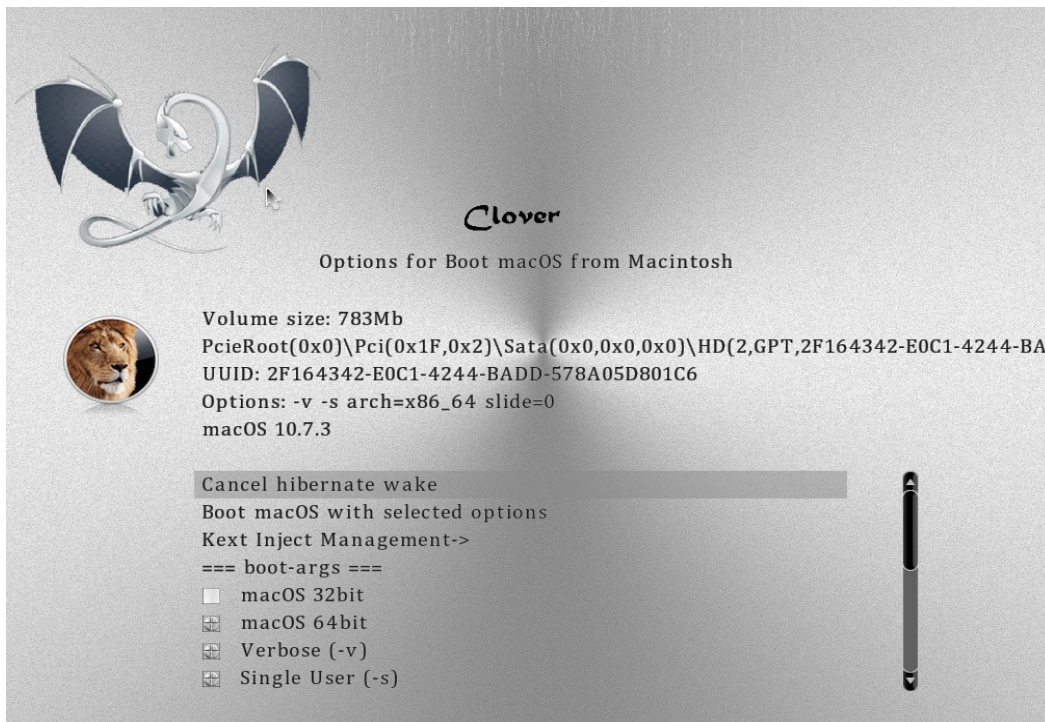 Clover
Options for Boot macOS from Macintosh
Volume size: 783Mb
PcieRoot(0x0)\Pci(0x1F,0x2)\Sata(0x0,0x0,0x0)\HD(2,GPT,2F164342-E0C1-4244-BA
UUID: 2F164342-E0C1-4244-BADD-578A05D801C6
Options: -v -s arch=x86_64 slide=0
macOS 10.7.3
Cancel hibernate wake
Boot macOS with selected options
Kext Inject Management->
=== boot-args ===
macOS 32bit
macOS 64bit
Verbose (-v)
Single User (-s)